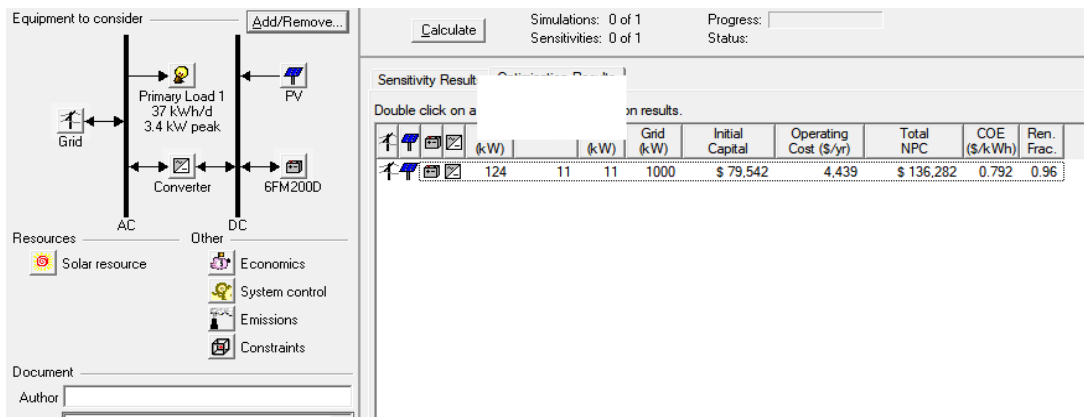 Equipment to consider
Add/Remove...
Primary Load 1
37 kWh/d
3.4 kW peak
PV
Grid
Converter
6FM200D
AC
DC
Resources
Other
Solar resource
Economics
System control
Emissions
Constraints
Document
Author
Calculate
Simulations: 0 of 1
Progress:
Sensitivities: 0 of 1
Status:
Sensitivity Result
Double click on a
on results.
(kW) (kW) Grid (kW) Initial Capital Operating Cost ($/yr) Total NPC COE ($/kWh) Ren. Frac.
124 11 11 1000 $ 79,542 4,439 $ 136,282 0.792 0.96